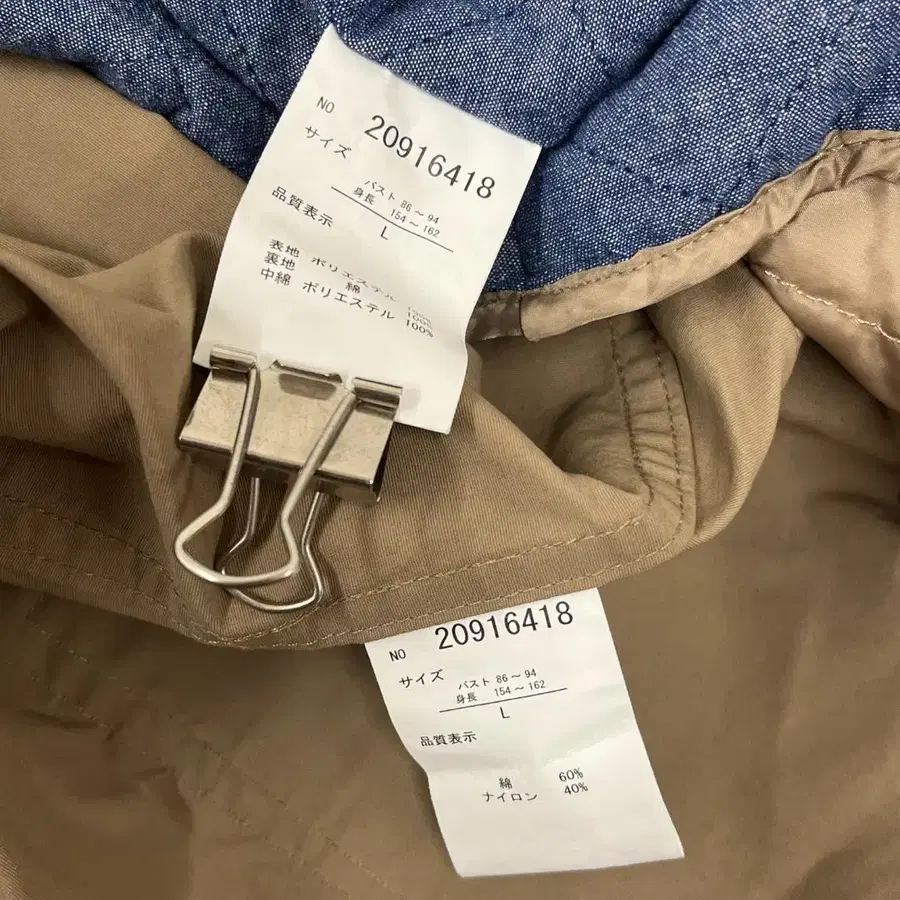 NO 20916418
サイズ
バスト 86～94
身長 154～162
L
品質表示
表地 ポリエステル 100%
裏地 綿 100%
中綿 ポリエステル 100%
NO 20916418
サイズ
バスト 86～94
身長 154～162
L
品質表示
綿 60%
ナイロン 40%